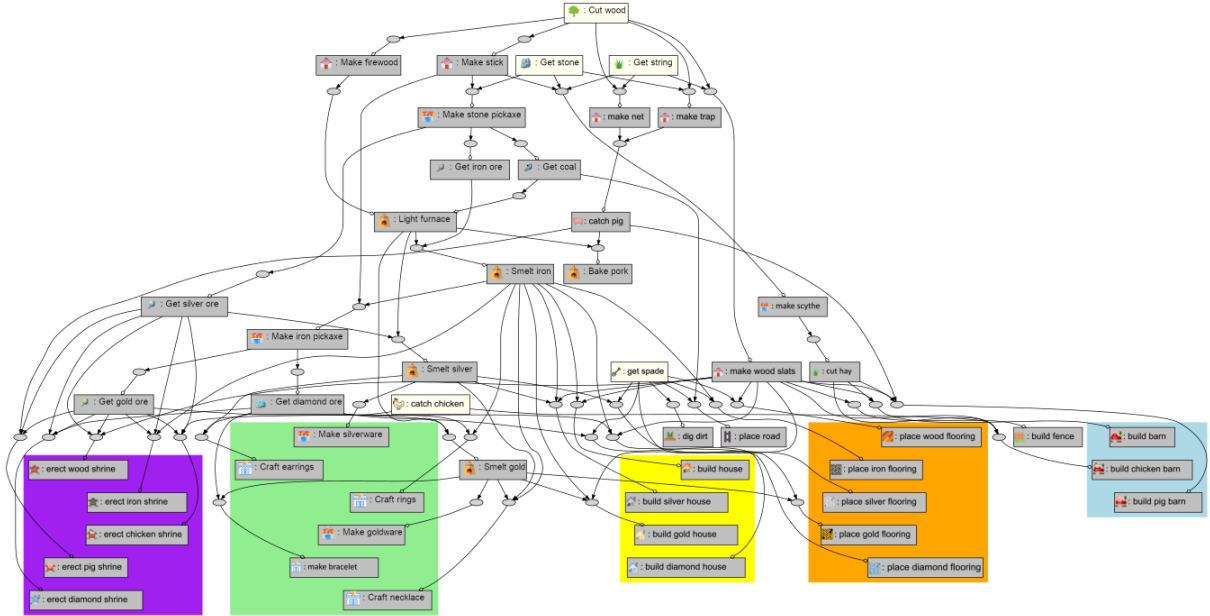 : Cut wood
: Make firewood
: Make stick
: Get stone
: Get string
: Make stone pickaxe
: make net
: make trap
: Get iron ore
: Get coal
: Light furnace
: catch pig
: Smelt iron
: Bake pork
: Get silver ore
: make scythe
: Make iron pickaxe
: Smelt silver
: get spade
: make wood slats
: cut hay
: Get gold ore
: Get diamond ore
: catch chicken
: Make silverware
: dig dirt
: place road
: place wood flooring
: build fence
: build barn
: erect wood shrine
: Craft earrings
: Smelt gold
: build house
: place iron flooring
: build chicken barn
: erect iron shrine
: Craft rings
: build silver house
: place silver flooring
: build pig barn
: erect chicken shrine
: Make goldware
: build gold house
: place gold flooring
: erect pig shrine
: make bracelet
: build diamond house
: place diamond flooring
: erect diamond shrine
: Craft necklace